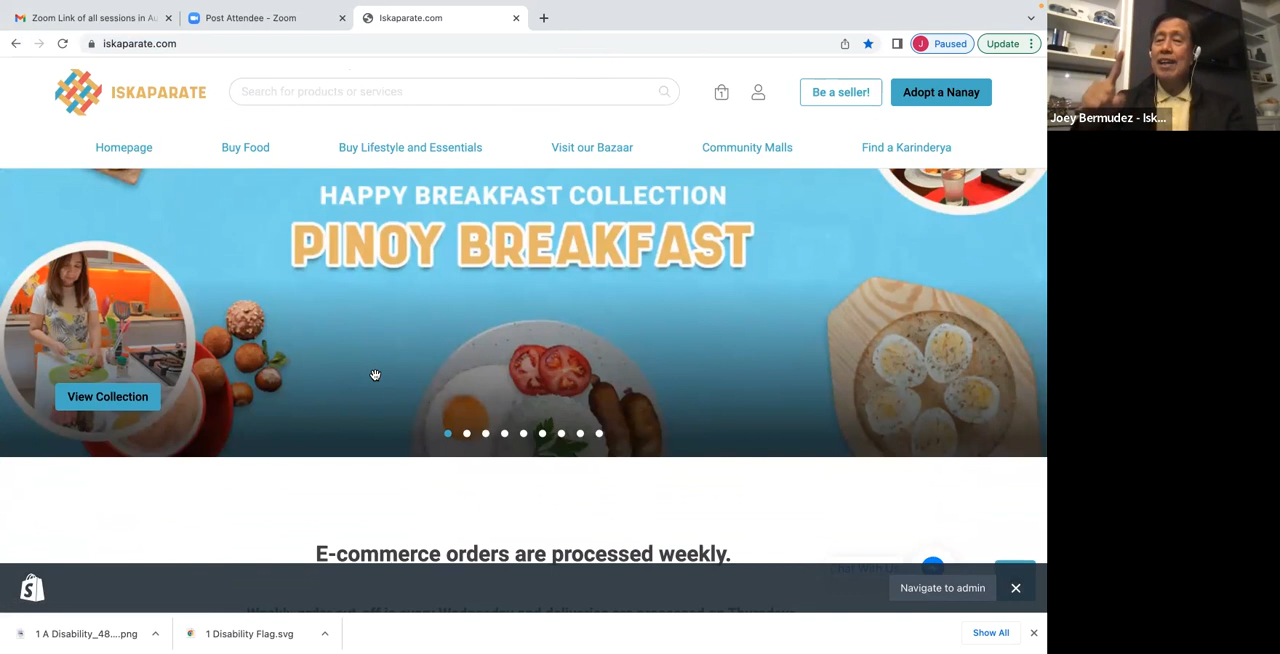 Zoom Link of all sessions in Au
Post Attendee - Zoom
Iskaparate.com
iskaparate.com
J Paused
Update
ISKAPARATE
Search for products or services
1
Be a seller!
Adopt a Nanay
Homepage
Buy Food
Buy Lifestyle and Essentials
Visit our Bazaar
Community Malls
Find a Karinderya
HAPPY BREAKFAST COLLECTION
PINOY BREAKFAST
View Collection
E-commerce orders are processed weekly.
Navigate to admin
1 A Disability_48....png
1 Disability Flag.svg
Show All
Joey Bermudez - Isk...